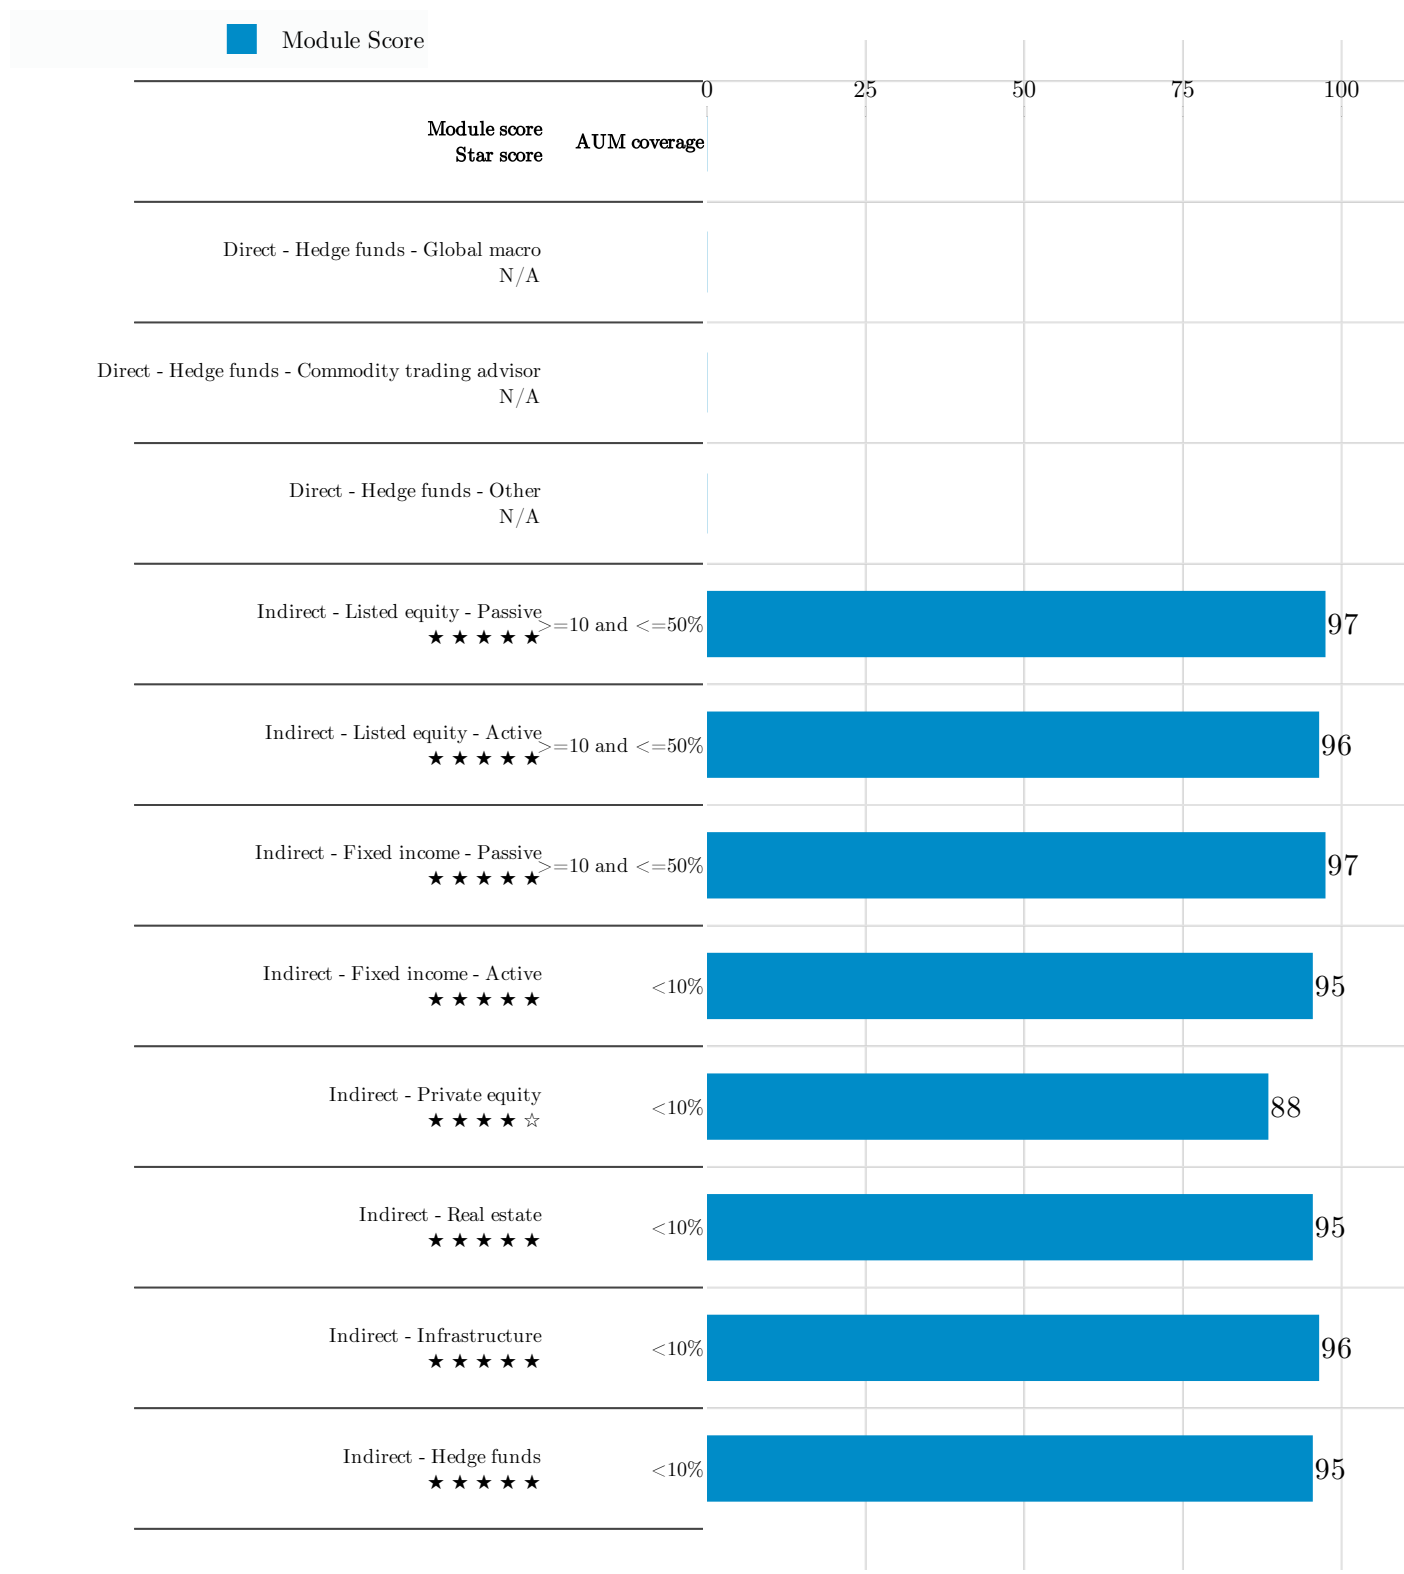 Module Score
0 25 50 75 100
Module score
Star score
AUM coverage
Direct - Hedge funds - Global macro
N/A
Direct - Hedge funds - Commodity trading advisor
N/A
Direct - Hedge funds - Other
N/A
Indirect - Listed equity - Passive
★ ★ ★ ★ ★
>=10 and <=50%
97
Indirect - Listed equity - Active
★ ★ ★ ★ ★
>=10 and <=50%
96
Indirect - Fixed income - Passive
★ ★ ★ ★ ★
>=10 and <=50%
97
Indirect - Fixed income - Active
★ ★ ★ ★ ★
<10%
95
Indirect - Private equity
★ ★ ★ ★ ☆
<10%
88
Indirect - Real estate
★ ★ ★ ★ ★
<10%
95
Indirect - Infrastructure
★ ★ ★ ★ ★
<10%
96
Indirect - Hedge funds
★ ★ ★ ★ ★
<10%
95